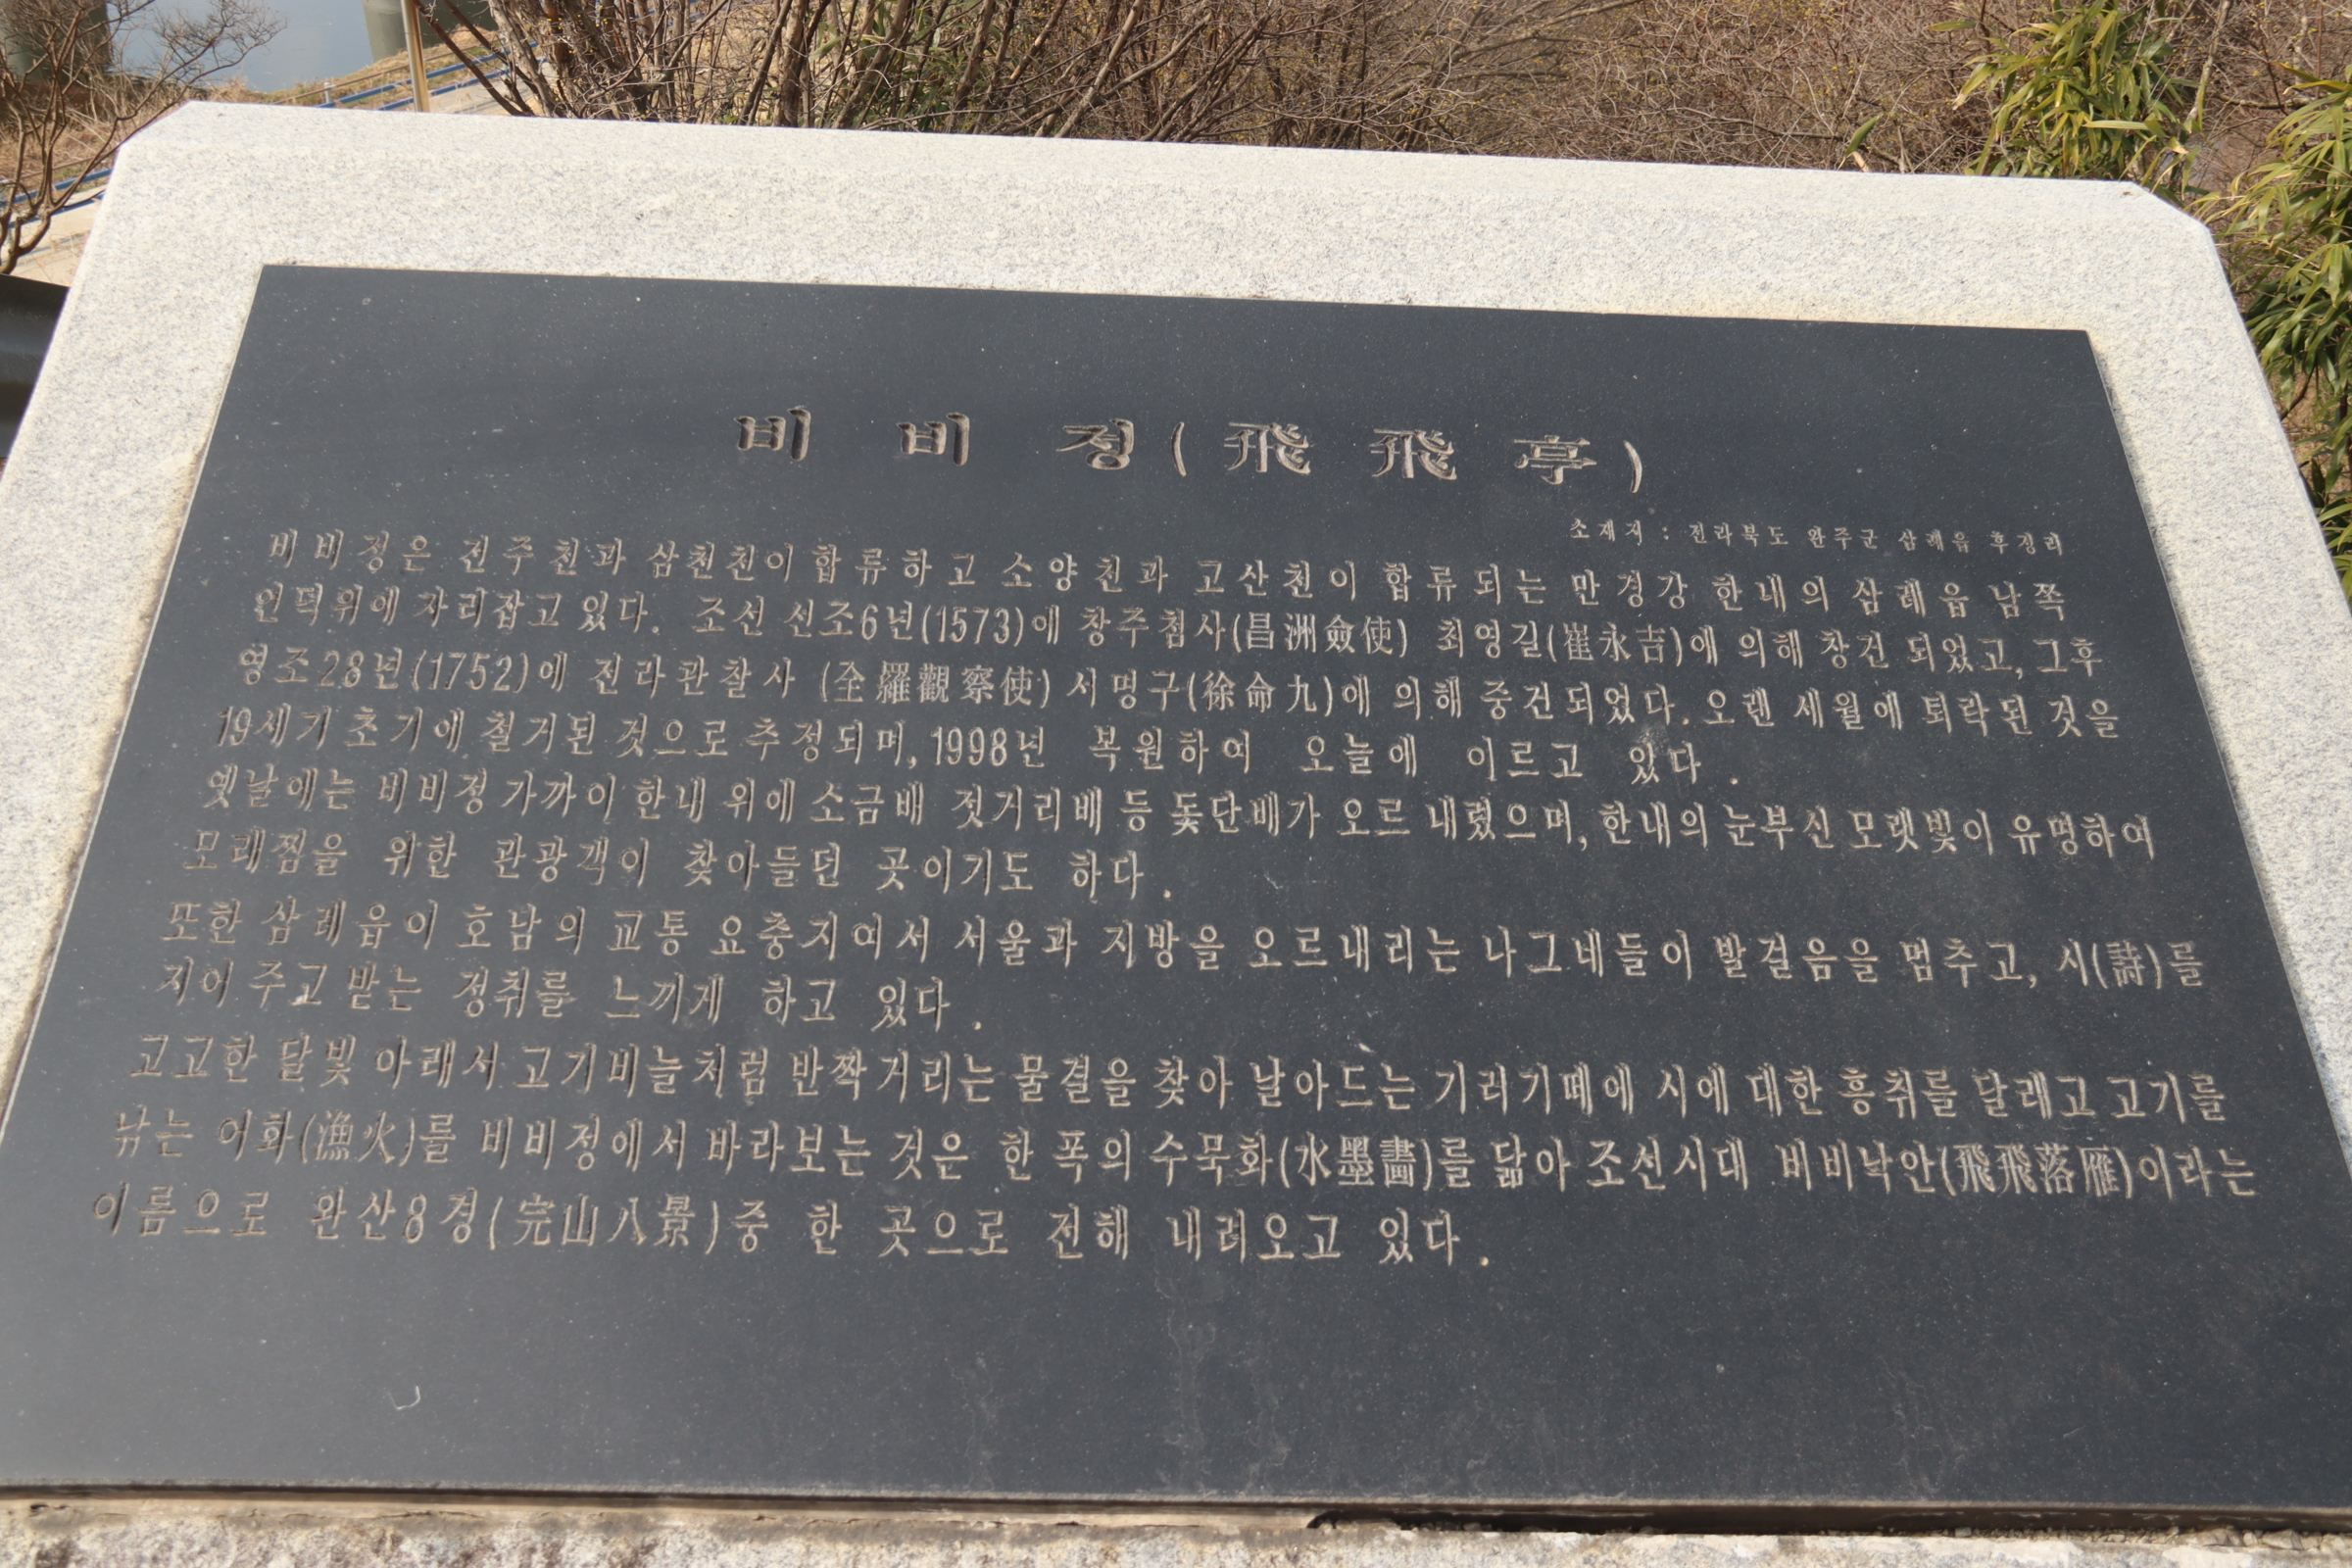 비 비 정(飛 飛 亭)
소재지 : 전라북도 완주군 삼례읍 후정리
비비정은 전주천과 삼천천이 합류하고 소양천과 고산천이 합류되는 만경강 한내의 삼례읍 남쪽
언덕위에 자리잡고 있다. 조선 선조6년(1573)에 창주첨사(昌洲僉使) 최영길(崔永吉)에 의해 창건 되었고, 그후
영조28년(1752)에 전라관찰사 (全羅觀察使) 서명구(徐命九)에 의해 중건되었다. 오랜 세월에 퇴락된 것을
19세기 초기에 철거된 것으로 추정되며, 1998년 복원하여 오늘에 이르고 있다.
옛날에는 비비정 가까이 한내 위에 소금배 젓거리배 등 돛단배가 오르 내렸으며, 한내의 눈부신 모랫빛이 유명하여
모래찜을 위한 관광객이 찾아들던 곳이기도 하다.
또한 삼례읍이 호남의 교통 요충지여서 서울과 지방을 오르내리는 나그네들이 발걸음을 멈추고, 시(詩)를
지어 주고 받는 정취를 느끼게 하고 있다.
고고한 달빛 아래서 고기비늘처럼 반짝거리는 물결을 찾아 날아드는 기러기떼에 시에 대한 흥취를 달래고 고기를
낚는 어화(漁火)를 비비정에서 바라보는 것은 한 폭의 수묵화(水墨畵)를 닮아 조선시대 비비낙안(飛飛落雁)이라는
이름으로 완산8경(完山八景)중 한 곳으로 전해 내려오고 있다.